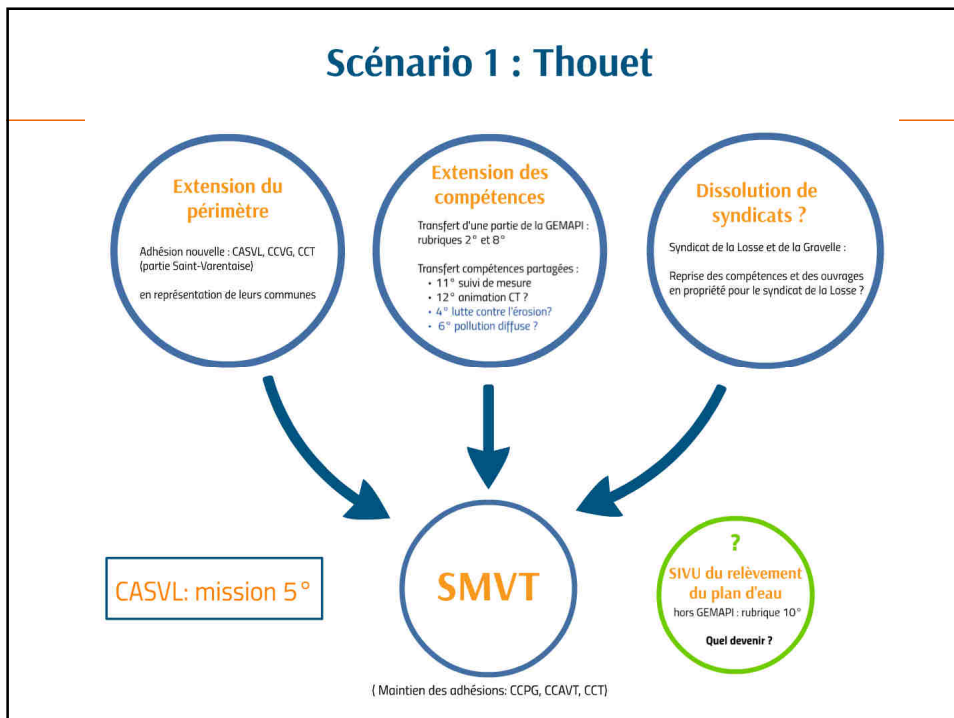 Scénario 1 : Thouet
Extension du
périmètre
Adhésion nouvelle : CASVL, CCVG, CCT
(partie Saint-Varentaise)
en représentation de leurs communes
Extension des
compétences
Transfert d'une partie de la GEMAPI :
rubriques 2° et 8°
Transfert compétences partagées :
• 11° suivi de mesure
• 12° animation CT ?
• 4° lutte contre l'érosion?
• 6° pollution diffuse ?
Dissolution de
syndicats ?
Syndicat de la Losse et de la Gravelle :
Reprise des compétences et des ouvrages
en propriété pour le syndicat de la Losse ?
CASVL: mission 5°
SMVT
( Maintien des adhésions: CCPG, CCAVT, CCT)
?
SIVU du relèvement
du plan d'eau
hors GEMAPI : rubrique 10°
Quel devenir ?